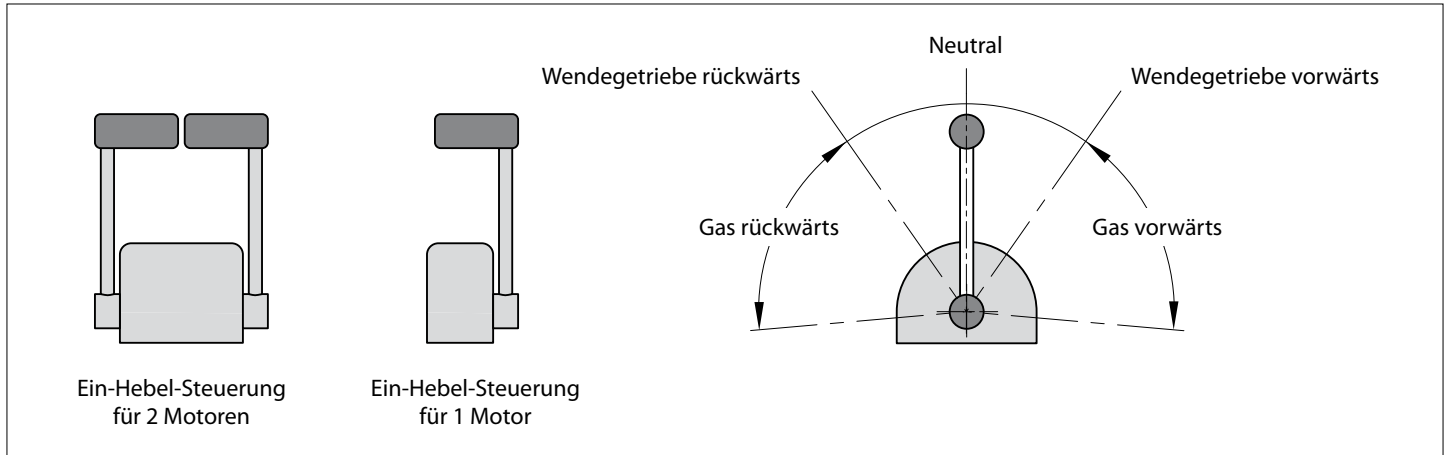 Neutral
Wendegetriebe rückwärts
Wendegetriebe vorwärts
Gas rückwärts
Gas vorwärts
Ein-Hebel-Steuerung
für 2 Motoren
Ein-Hebel-Steuerung
für 1 Motor